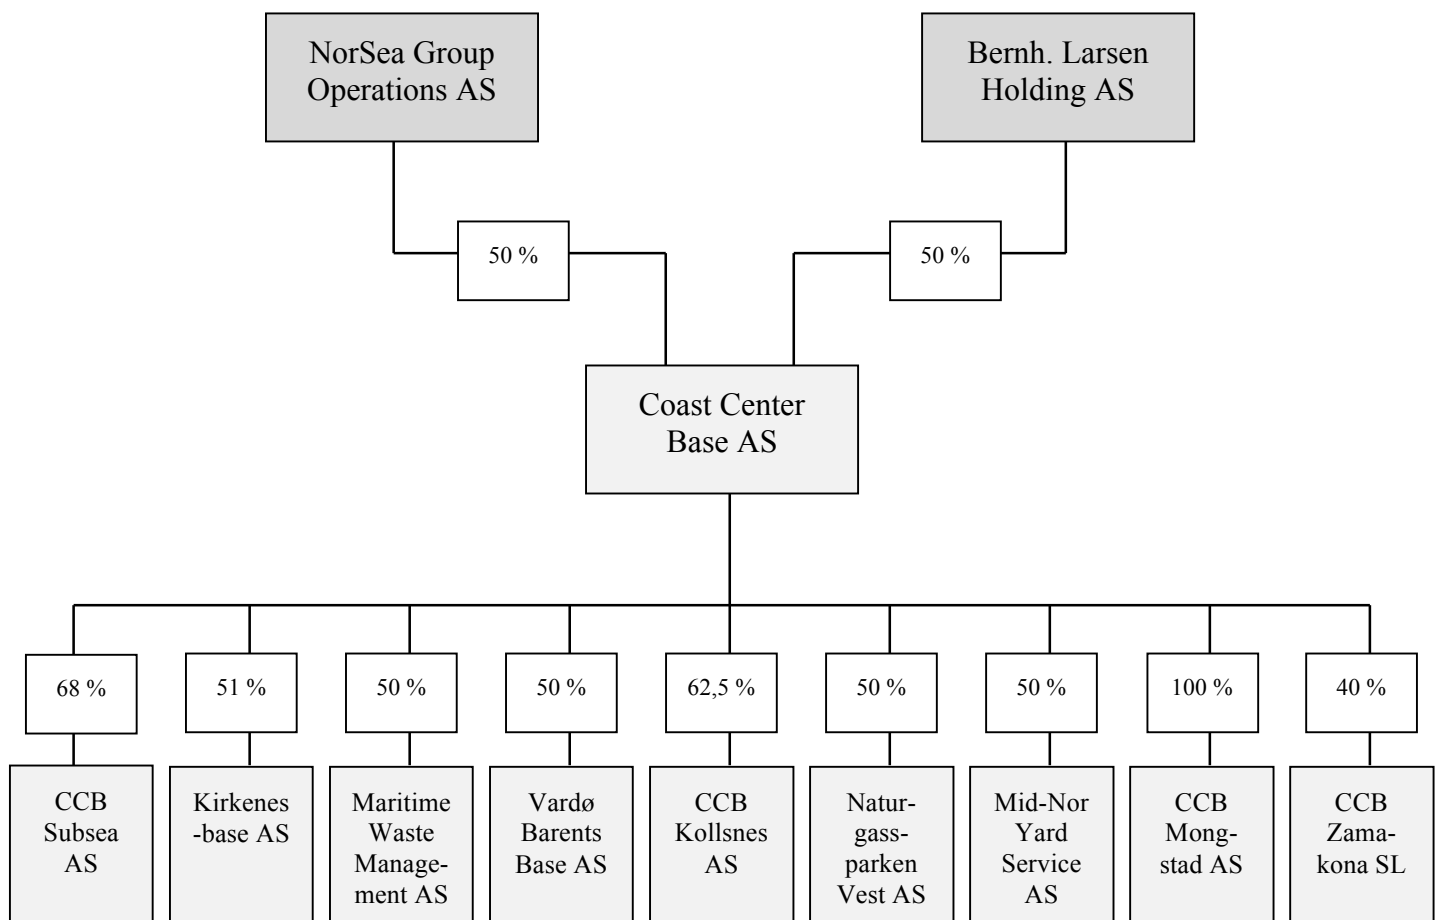 NorSea Group
Operations AS
Bernh. Larsen
Holding AS
50 %
50 %
Coast Center
Base AS
68 %
51 %
50 %
50 %
62,5 %
50 %
50 %
100 %
40 %
CCB
Subsea
AS
Kirkenes
-base AS
Maritime
Waste
Manage-
ment AS
Vardø
Barents
Base AS
CCB
Kollsnes
AS
Natur-
gass-
parken
Vest AS
Mid-Nor
Yard
Service
AS
CCB
Mong-
stad AS
CCB
Zama-
kona SL